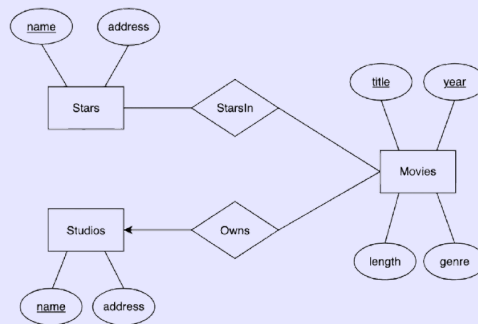 name
address
Stars
StarsIn
title
year
Movies
Studios
Owns
name
address
length
genre